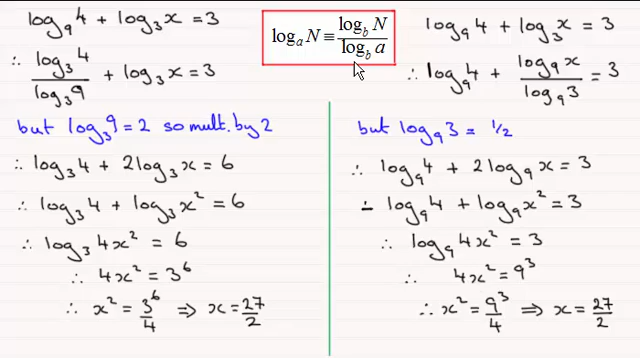 log₉4 + log₃x = 3
∴ log₃4/log₃9 + log₃x = 3
logₐN ≡ log_b N / log_b a
log₉4 + log₃x = 3
∴ log₉4 + log₉x/log₉3 = 3
but log₃9 = 2 so mult. by 2
∴ log₃4 + 2log₃x = 6
∴ log₃4 + log₃x² = 6
∴ log₃4x² = 6
∴ 4x² = 3⁶
∴ x² = 3⁶/4 ⇒ x = 27/2
but log₉3 = 1/2
∴ log₉4 + 2log₉x = 3
∴ log₉4 + log₉x² = 3
∴ log₉4x² = 3
∴ 4x² = 9³
∴ x² = 9³/4 ⇒ x = 27/2